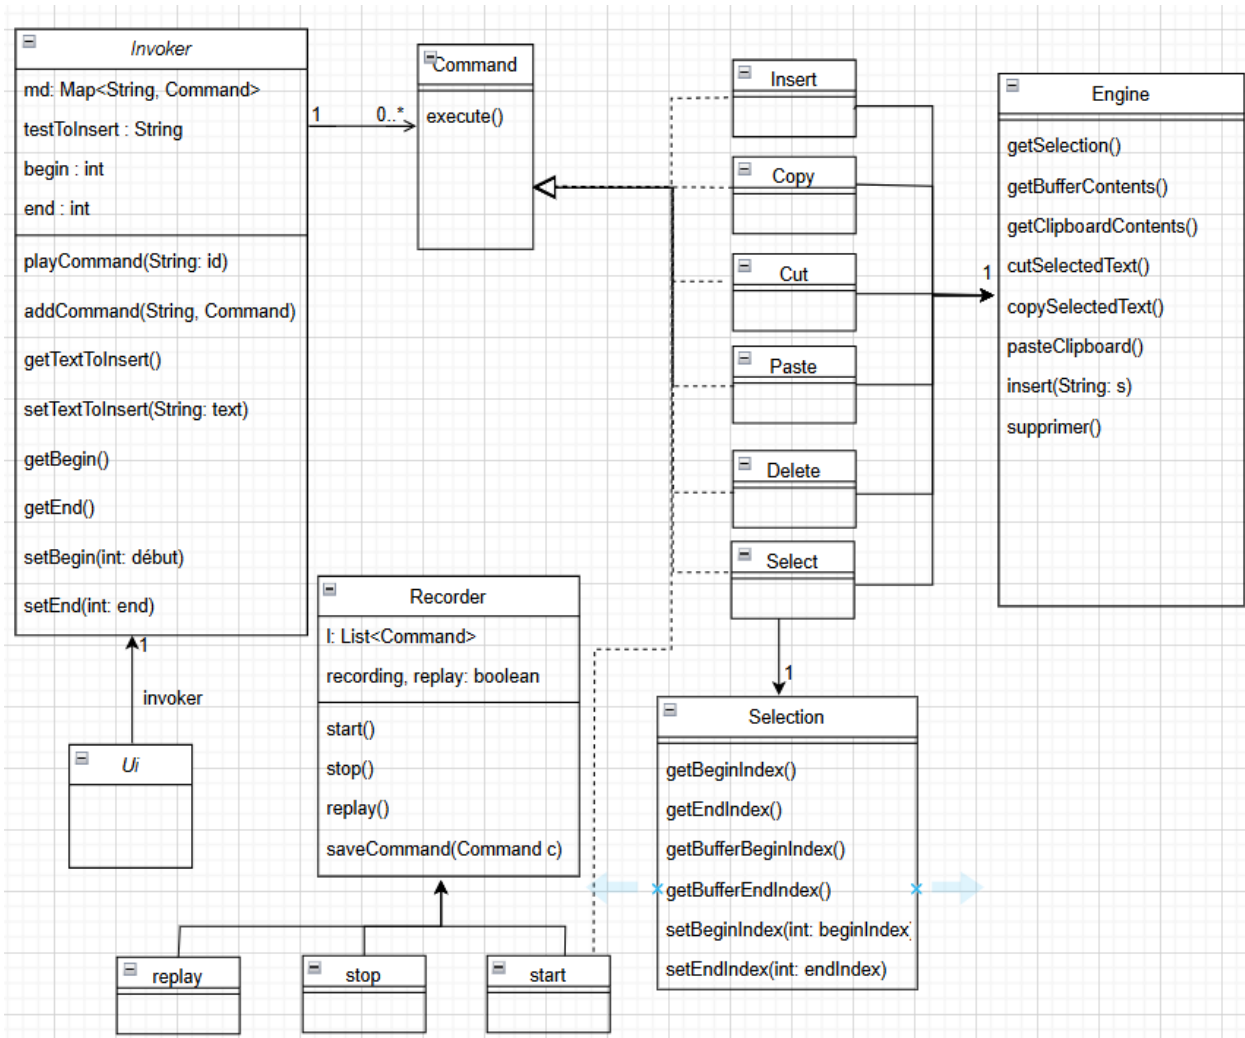 Invoker
md: Map<String, Command>
testToInsert : String
begin : int
end : int
playCommand(String: id)
addCommand(String, Command)
getTextToInsert()
setTextToInsert(String: text)
getBegin()
getEnd()
setBegin(int: début)
setEnd(int: end)
1
0..*
Command
execute()
Insert
Copy
Cut
Paste
Delete
Select
1
Engine
getSelection()
getBufferContents()
getClipboardContents()
cutSelectedText()
copySelectedText()
pasteClipboard()
insert(String: s)
supprimer()
1
invoker
Ui
Recorder
l: List<Command>
recording, replay: boolean
start()
stop()
replay()
saveCommand(Command c)
1
Selection
getBeginIndex()
getEndIndex()
getBufferBeginIndex()
getBufferEndIndex()
setBeginIndex(int: beginIndex)
setEndIndex(int: endIndex)
replay
stop
start